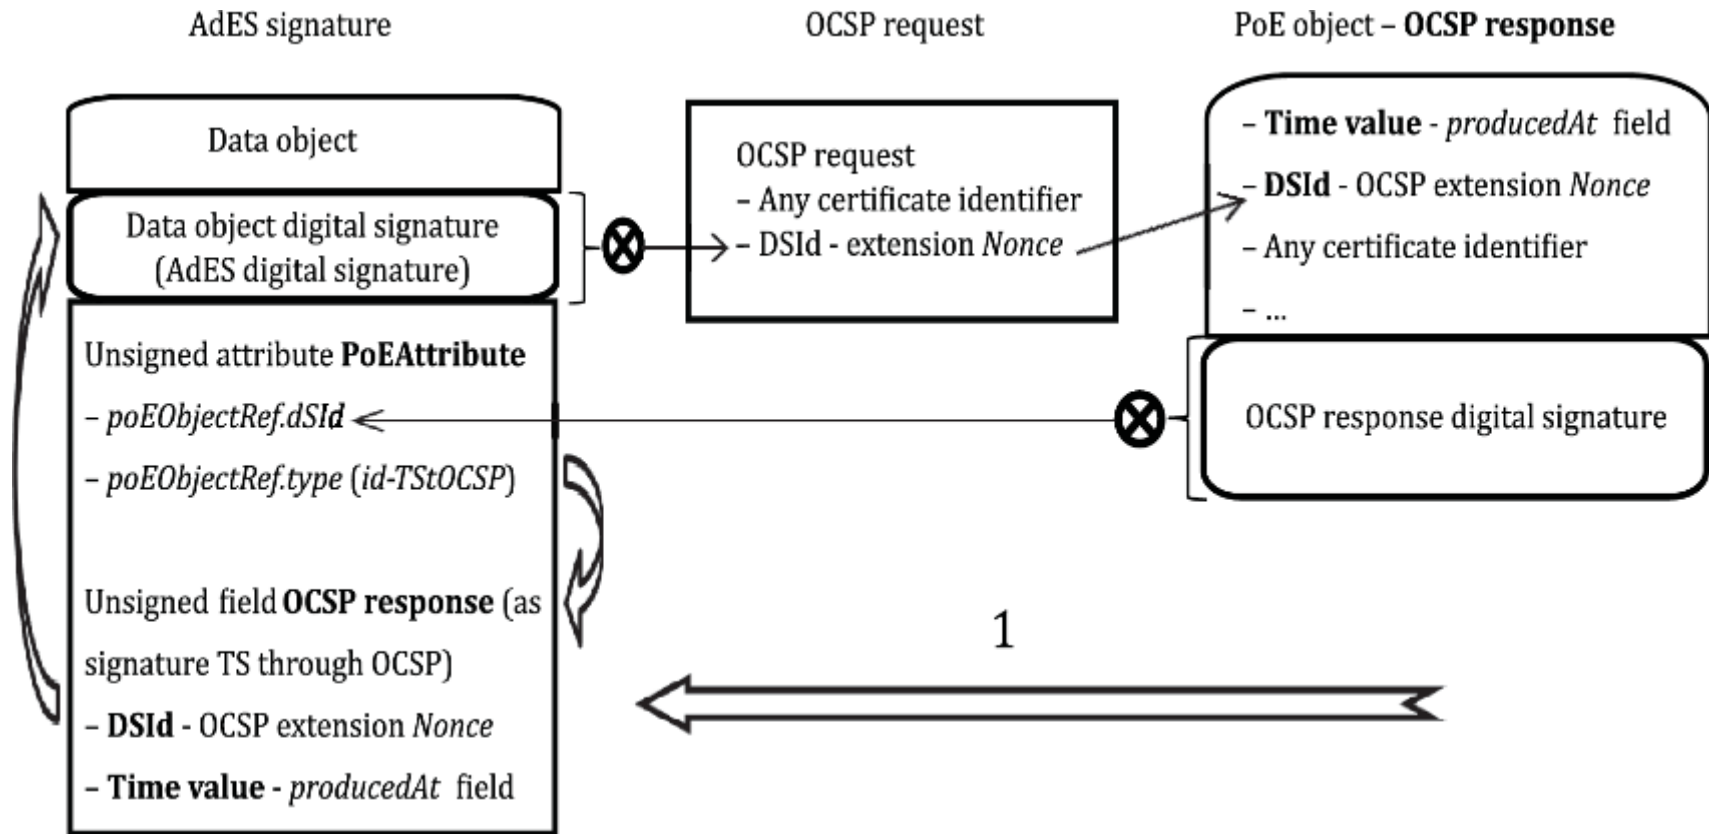 AdES signature
OCSP request
PoE object – OCSP response
Data object
Data object digital signature
(AdES digital signature)
Unsigned attribute PoEAttribute
– poEObjectRef.dSId
– poEObjectRef.type (id-TStOCSP)
Unsigned field OCSP response (as
signature TS through OCSP)
– DSId - OCSP extension Nonce
– Time value - producedAt field
OCSP request
– Any certificate identifier
– DSId - extension Nonce
– Time value - producedAt field
– DSId - OCSP extension Nonce
– Any certificate identifier
– ...
OCSP response digital signature
1